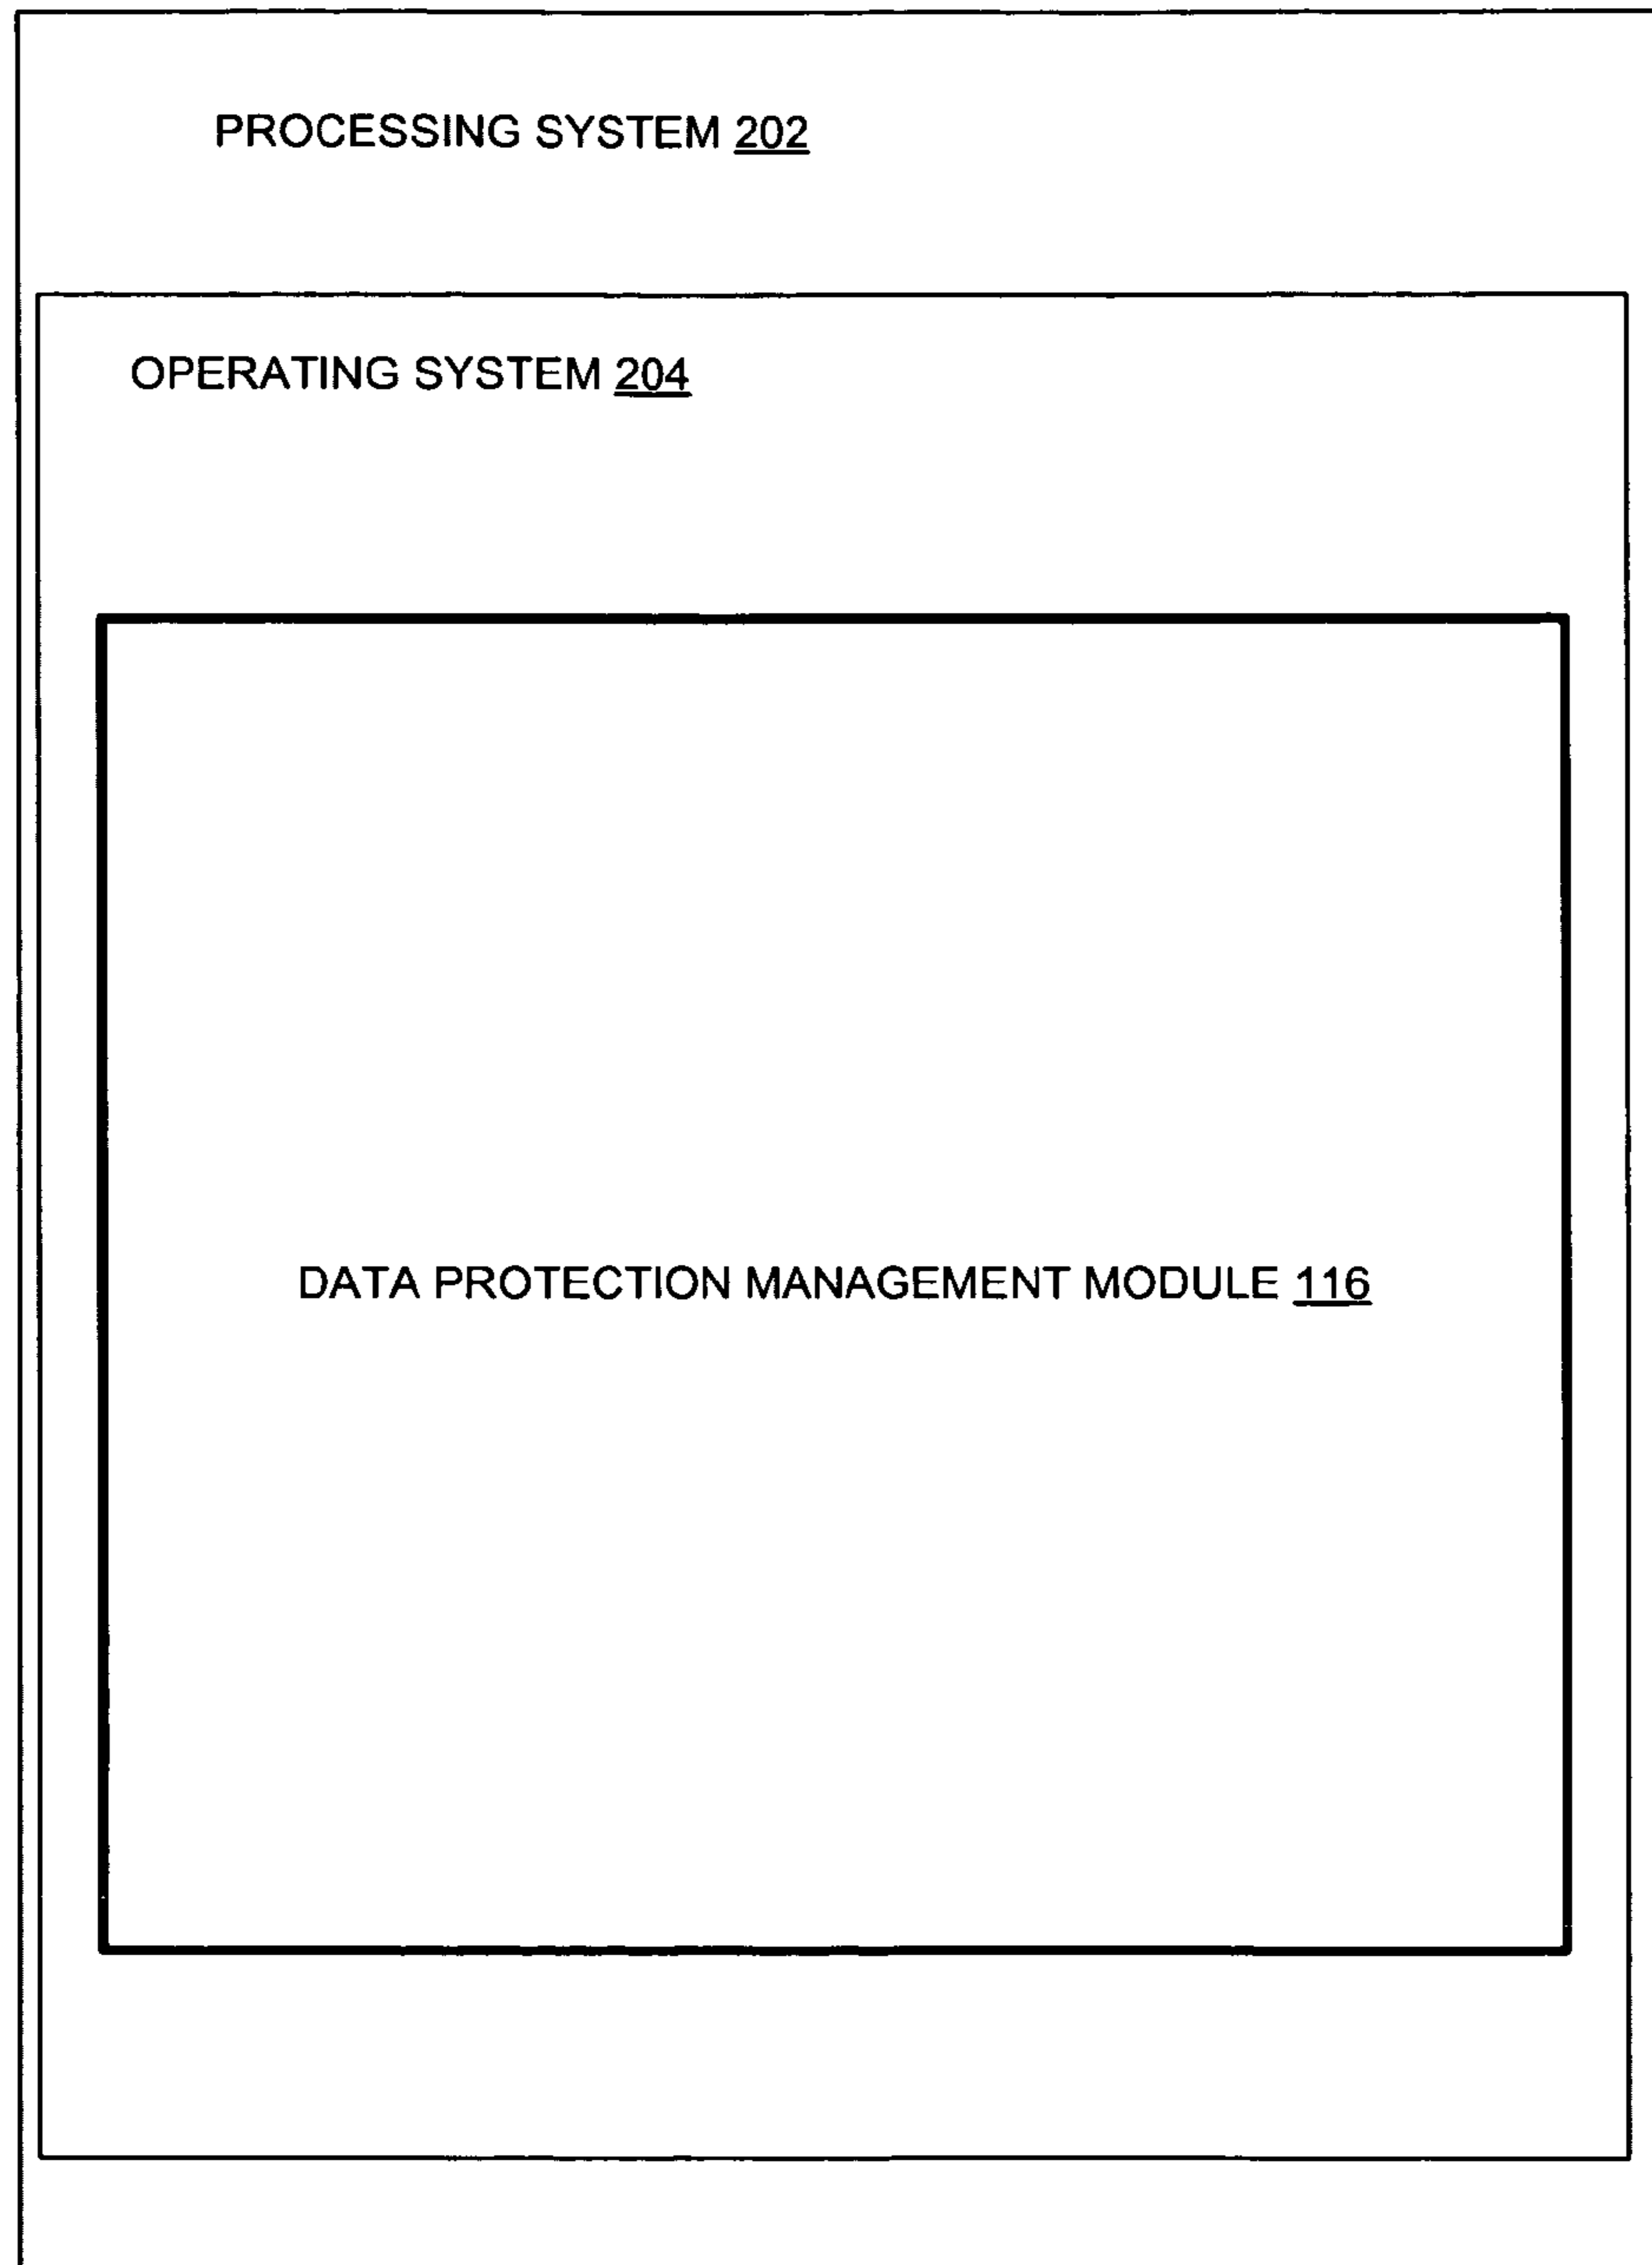 PROCESSING SYSTEM 202
OPERATING SYSTEM 204
DATA PROTECTION MANAGEMENT MODULE 116